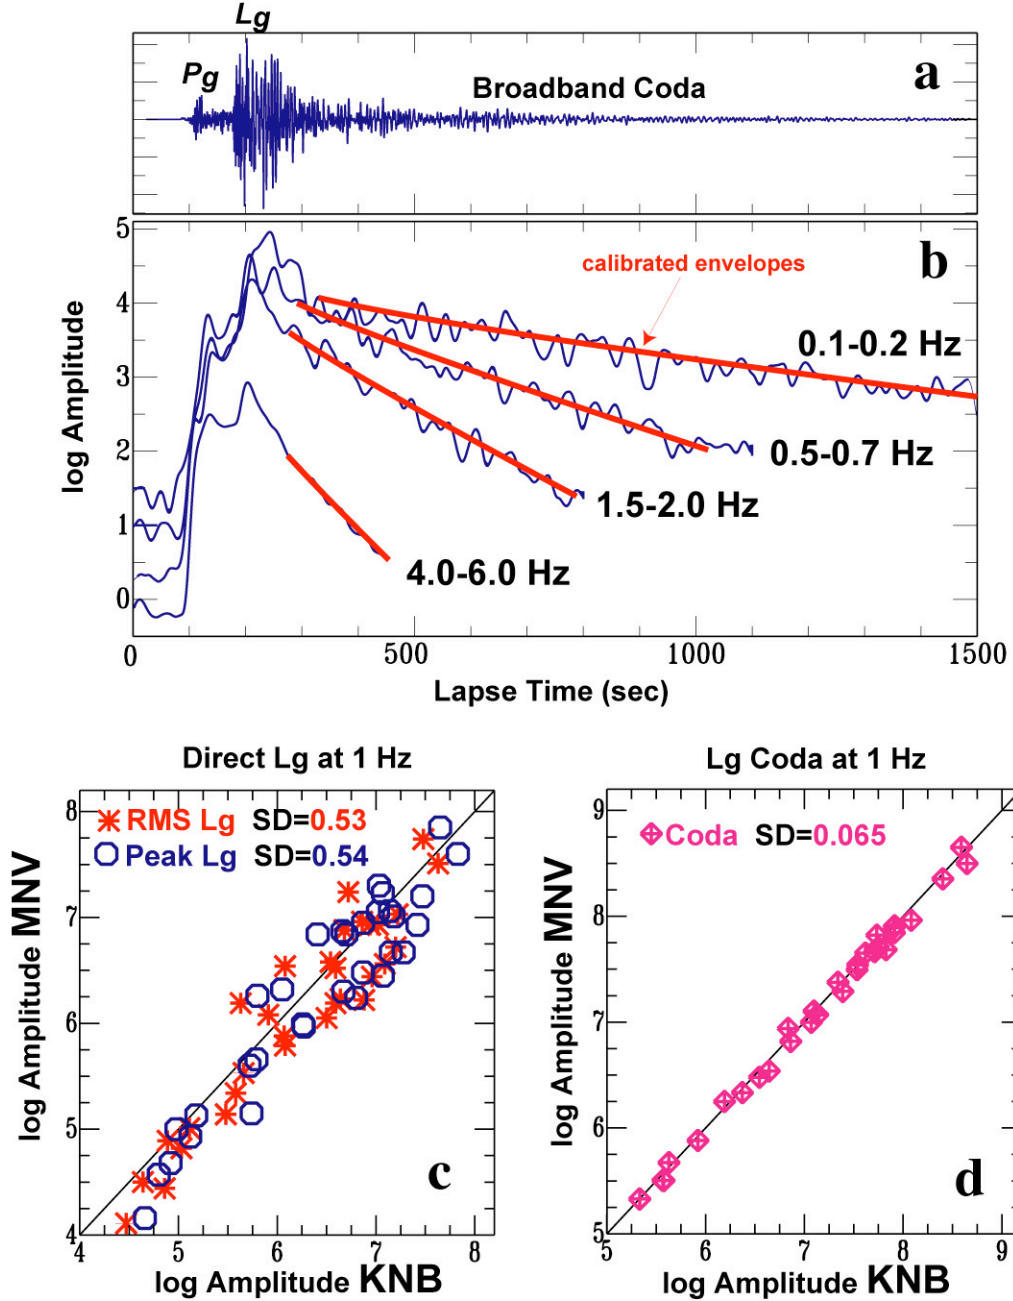 Lg
Pg
Broadband Coda
a
5
4
3
2
1
0
log Amplitude
b
calibrated envelopes
0.1-0.2 Hz
0.5-0.7 Hz
1.5-2.0 Hz
4.0-6.0 Hz
0 500 1000 1500
Lapse Time (sec)
Direct Lg at 1 Hz
8
7
6
5
4
log Amplitude MNV
RMS Lg SD=0.53
Peak Lg SD=0.54
c
4 5 6 7 8
log Amplitude KNB
Lg Coda at 1 Hz
9
8
7
6
5
log Amplitude MNV
Coda SD=0.065
d
5 6 7 8 9
log Amplitude KNB